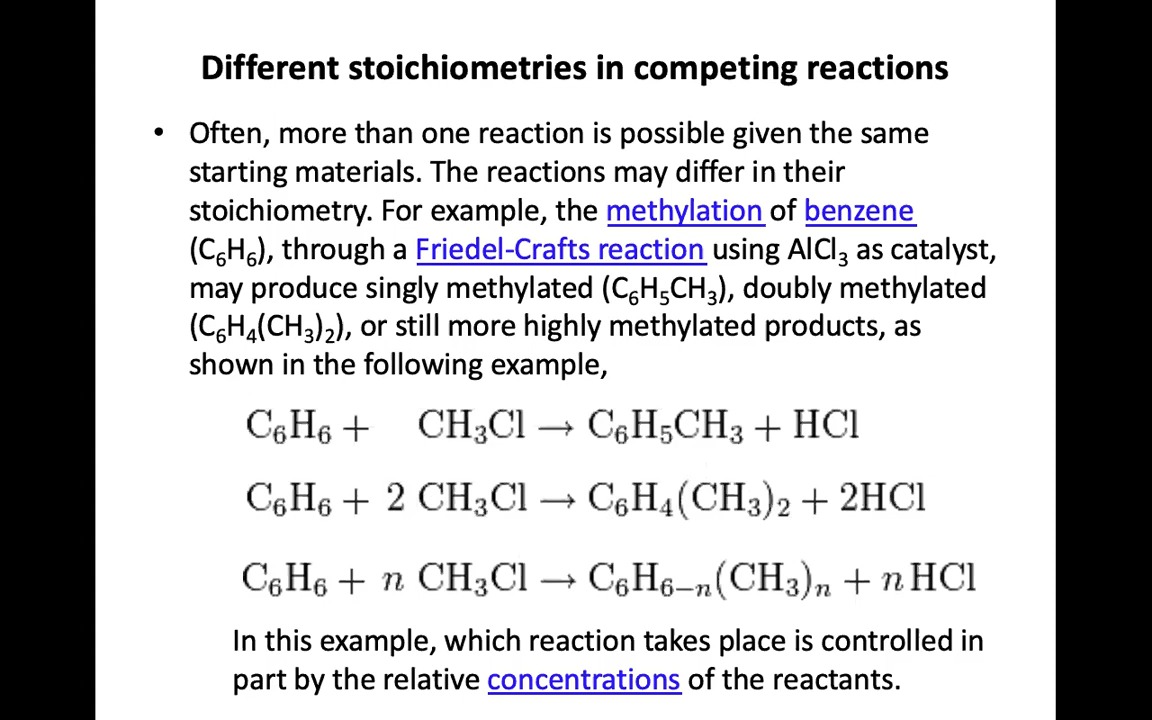 Different stoichiometries in competing reactions
• Often, more than one reaction is possible given the same
starting materials. The reactions may differ in their
stoichiometry. For example, the methylation of benzene
(C₆H₆), through a Friedel-Crafts reaction using AlCl₃ as catalyst,
may produce singly methylated (C₆H₅CH₃), doubly methylated
(C₆H₄(CH₃)₂), or still more highly methylated products, as
shown in the following example,
C₆H₆ + CH₃Cl → C₆H₅CH₃ + HCl
C₆H₆ + 2 CH₃Cl → C₆H₄(CH₃)₂ + 2HCl
C₆H₆ + n CH₃Cl → C₆H₆₋ₙ(CH₃)ₙ + n HCl
In this example, which reaction takes place is controlled in
part by the relative concentrations of the reactants.